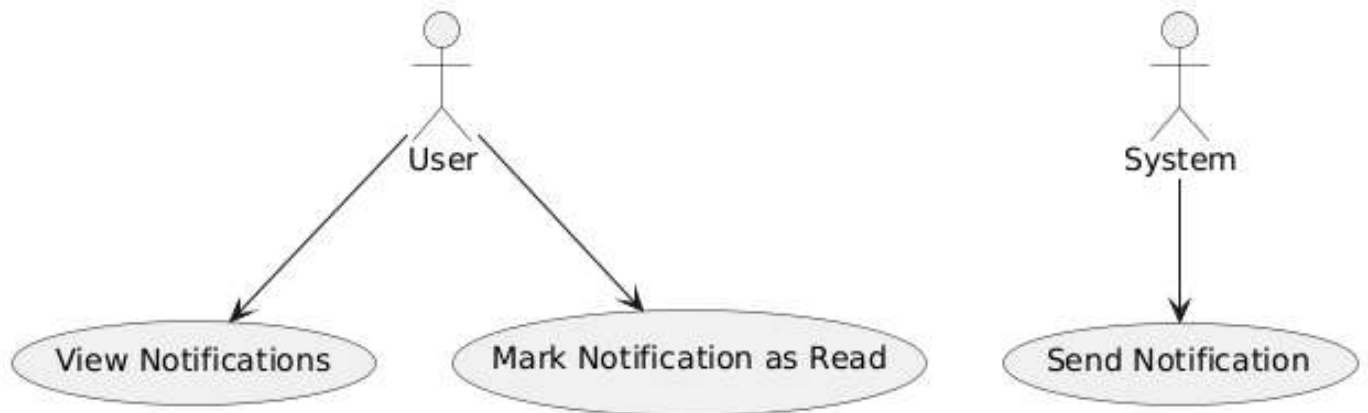 User
System
View Notifications
Mark Notification as Read
Send Notification